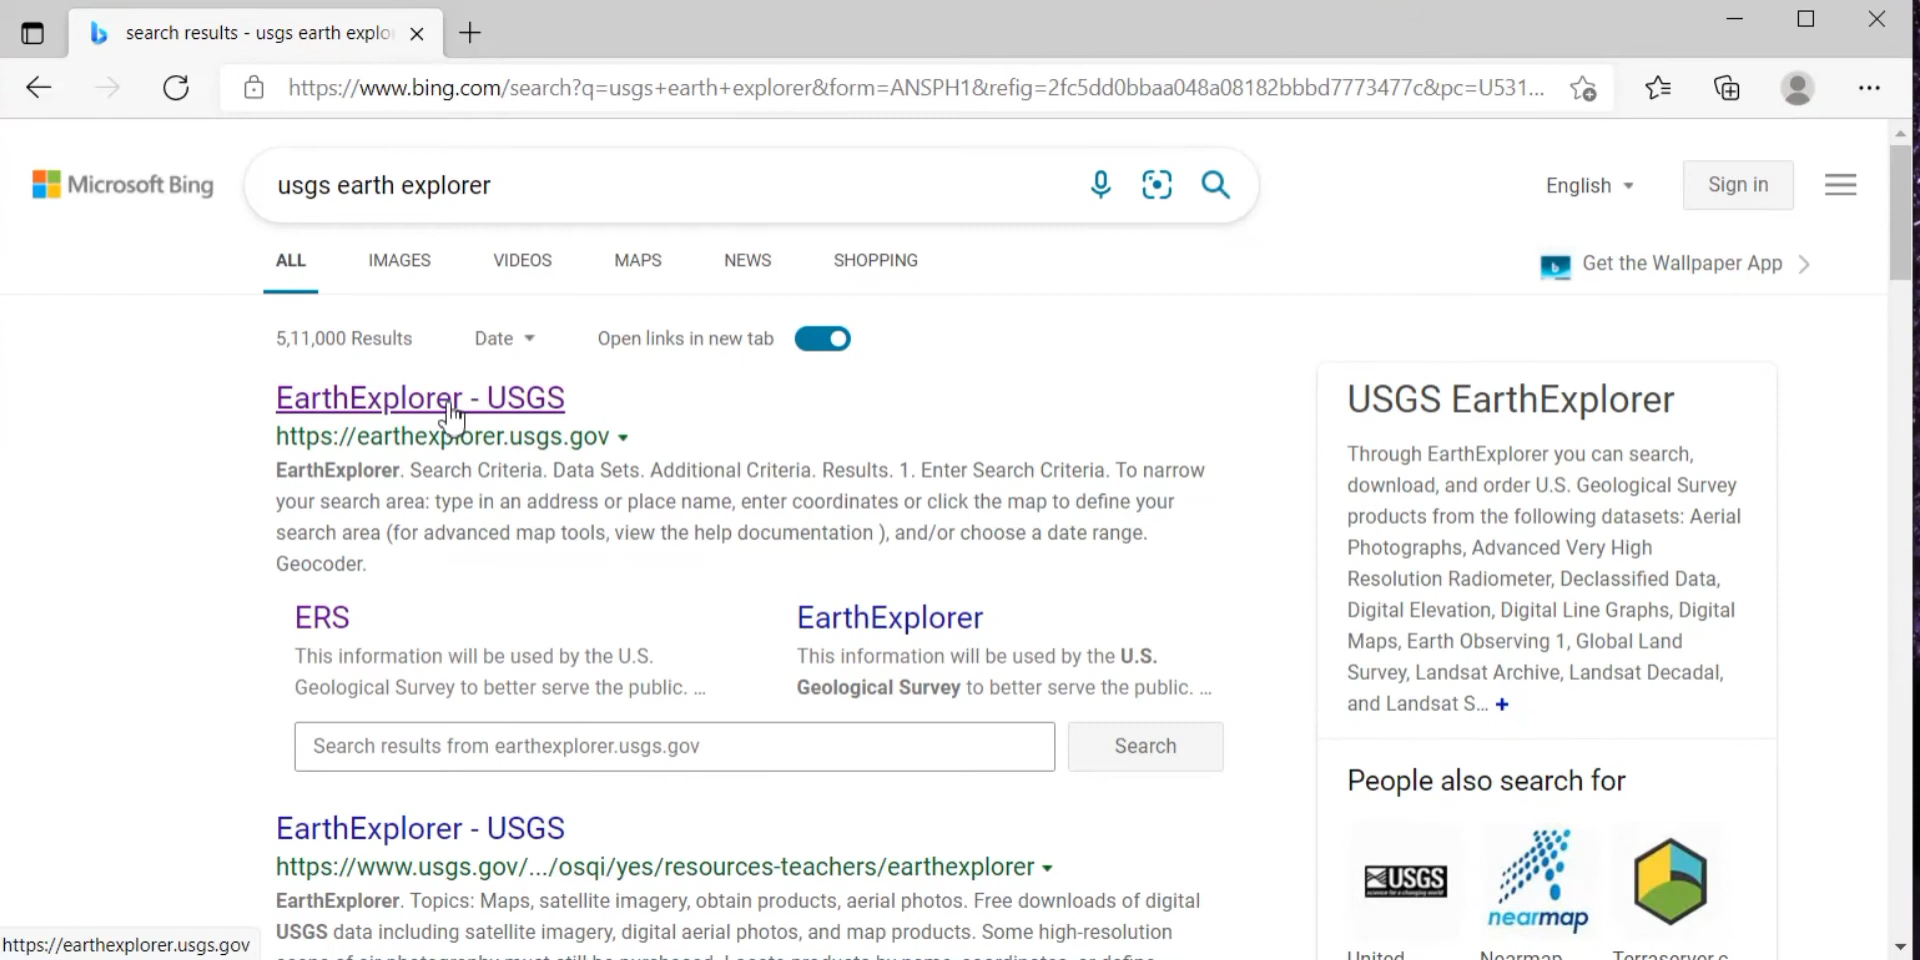 search results - usgs earth explo
https://www.bing.com/search?q=usgs+earth+explorer&form=ANSPH1&refig=2fc5dd0bbaa048a08182bbbd7773477c&pc=U531...
Microsoft Bing
usgs earth explorer
English
Sign in
ALL
IMAGES
VIDEOS
MAPS
NEWS
SHOPPING
Get the Wallpaper App
5,11,000 Results
Date
Open links in new tab
EarthExplorer - USGS
https://earthexplorer.usgs.gov
EarthExplorer. Search Criteria. Data Sets. Additional Criteria. Results. 1. Enter Search Criteria. To narrow
your search area: type in an address or place name, enter coordinates or click the map to define your
search area (for advanced map tools, view the help documentation ), and/or choose a date range.
Geocoder.
ERS
This information will be used by the U.S.
Geological Survey to better serve the public. ...
EarthExplorer
This information will be used by the U.S.
Geological Survey to better serve the public. ...
Search results from earthexplorer.usgs.gov
Search
EarthExplorer - USGS
https://www.usgs.gov/.../osqi/yes/resources-teachers/earthexplorer
EarthExplorer. Topics: Maps, satellite imagery, obtain products, aerial photos. Free downloads of digital
USGS data including satellite imagery, digital aerial photos, and map products. Some high-resolution
USGS EarthExplorer
Through EarthExplorer you can search,
download, and order U.S. Geological Survey
products from the following datasets: Aerial
Photographs, Advanced Very High
Resolution Radiometer, Declassified Data,
Digital Elevation, Digital Line Graphs, Digital
Maps, Earth Observing 1, Global Land
Survey, Landsat Archive, Landsat Decadal,
and Landsat S...
People also search for
USGS
science for a changing world
nearmap
United
Nearmap
Terraserver.c
https://earthexplorer.usgs.gov